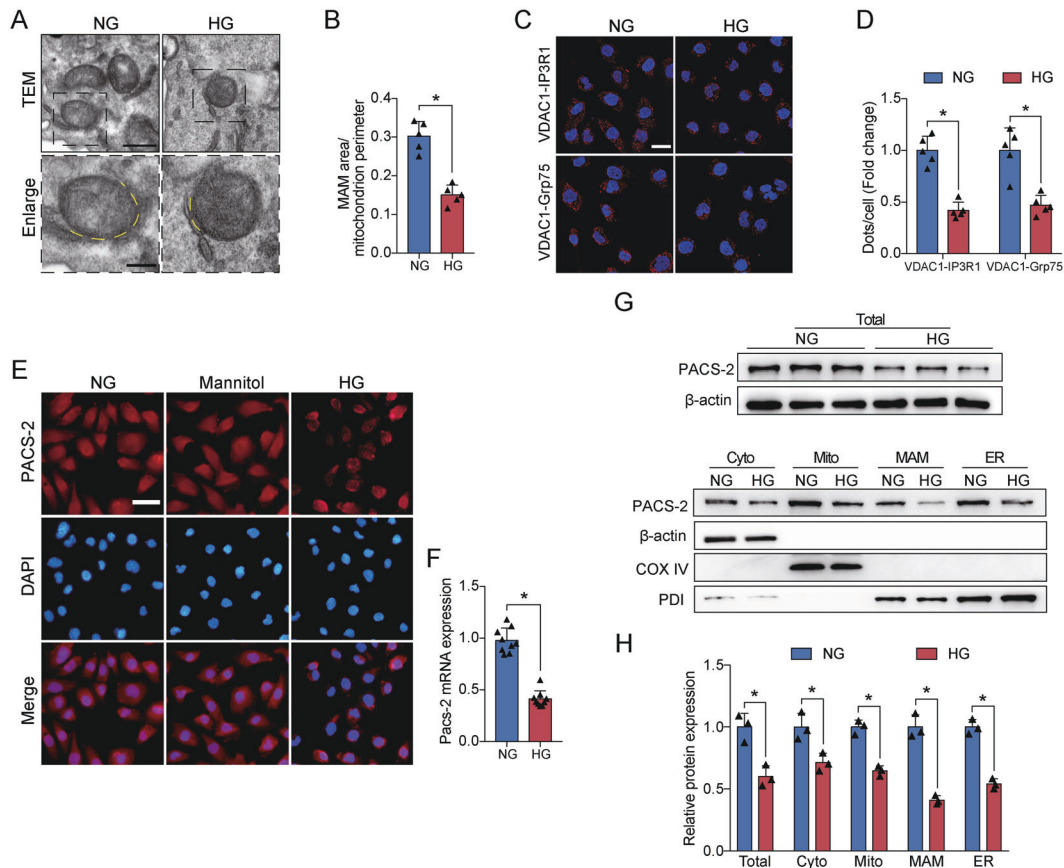 A
NG HG
TEM
Enlarge
B
MAM area/
mitochondrion perimeter
0.4
0.3
0.2
0.1
0.0
*
NG HG
C
NG HG
VDAC1-IP3R1
VDAC1-Grp75
D
NG
HG
Dots/cell (Fold change)
1.5
1.0
0.5
0.0
* *
VDAC1-IP3R1 VDAC1-Grp75
E
NG Mannitol HG
PACS-2
DAPI
Merge
F
Pacs-2 mRNA expression
1.5
1.0
0.5
0.0
*
NG HG
G
Total
NG HG
PACS-2
β-actin
Cyto Mito MAM ER
NG HG NG HG NG HG NG HG
PACS-2
β-actin
COX IV
PDI
H
NG HG
Relative protein expression
1.5
1.0
0.5
0.0
* * * * *
Total Cyto Mito MAM ER